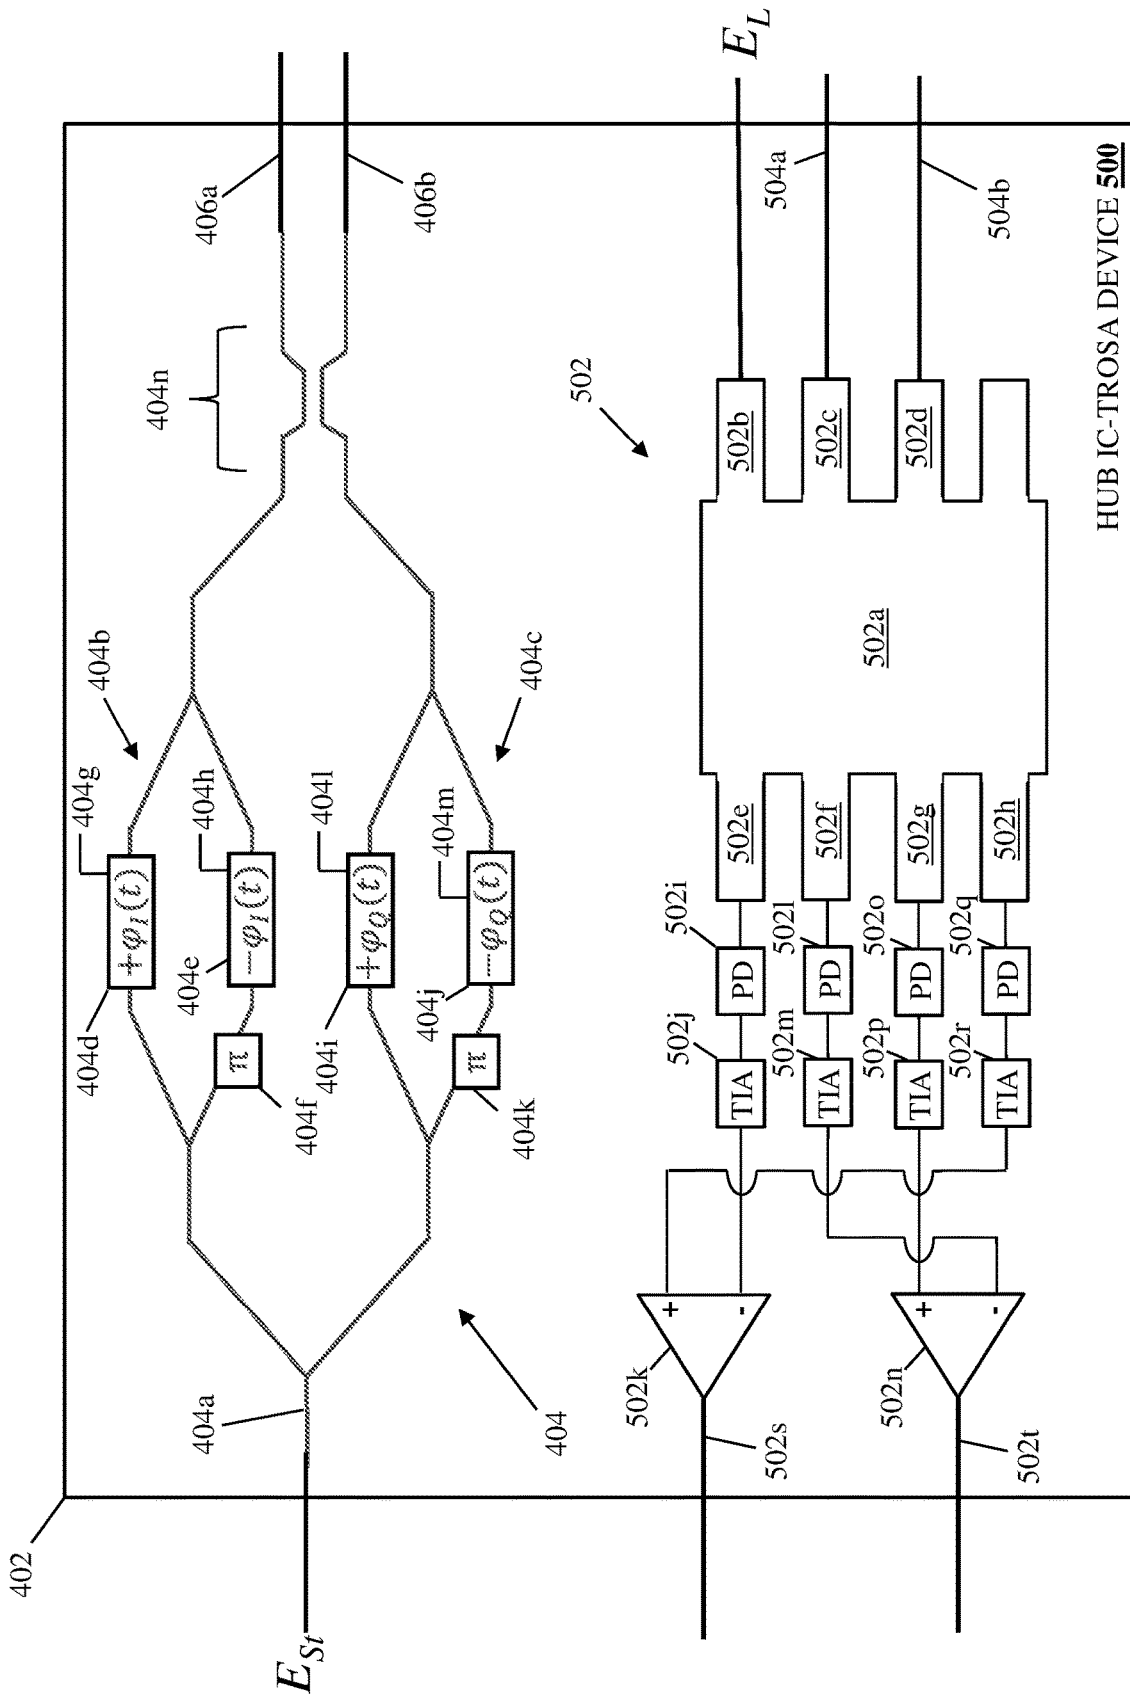 402
E_St
404a
404
404b
404g
+φ_I(t)
404d
404h
−φ_I(t)
404e
π
404f
404l
+φ_Q(t)
404i
404m
−φ_Q(t)
404j
π
404k
404c
404n
406a
406b
502
E_L
504a
504b
502b
502c
502d
502a
502e
502f
502g
502h
502i
PD
502l
PD
502o
PD
502q
PD
502j
TIA
502m
TIA
502p
TIA
502r
TIA
+
-
502k
502s
+
-
502n
502t
HUB IC-TROSA DEVICE 500